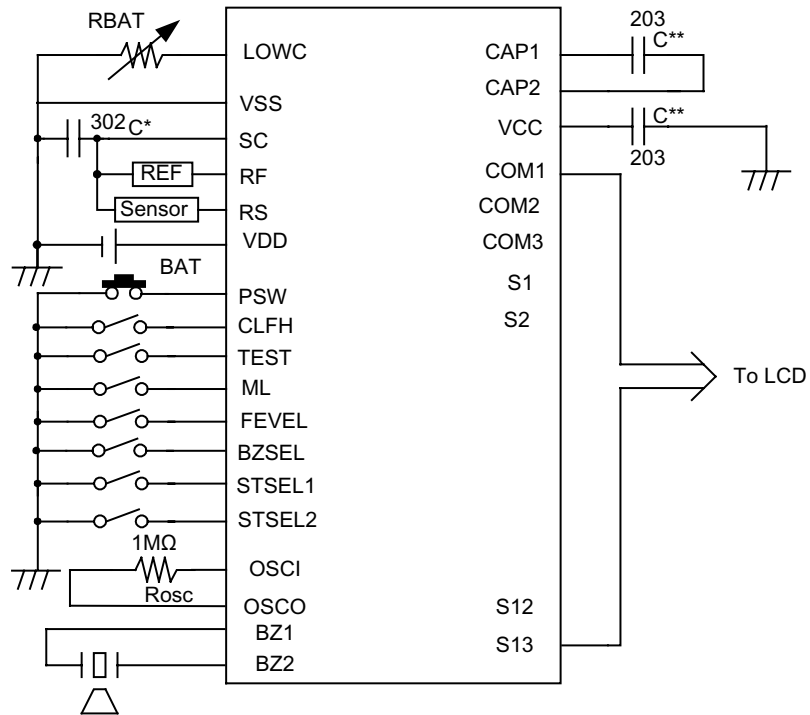 RBAT
LOWC
VSS
302 C*
SC
REF
RF
Sensor
RS
VDD
BAT
PSW
CLFH
TEST
ML
FEVEL
BZSEL
STSEL1
STSEL2
1MΩ
OSCI
Rosc
OSCO
BZ1
BZ2
203
CAP1
C**
CAP2
VCC
C**
203
COM1
COM2
COM3
S1
S2
To LCD
S12
S13